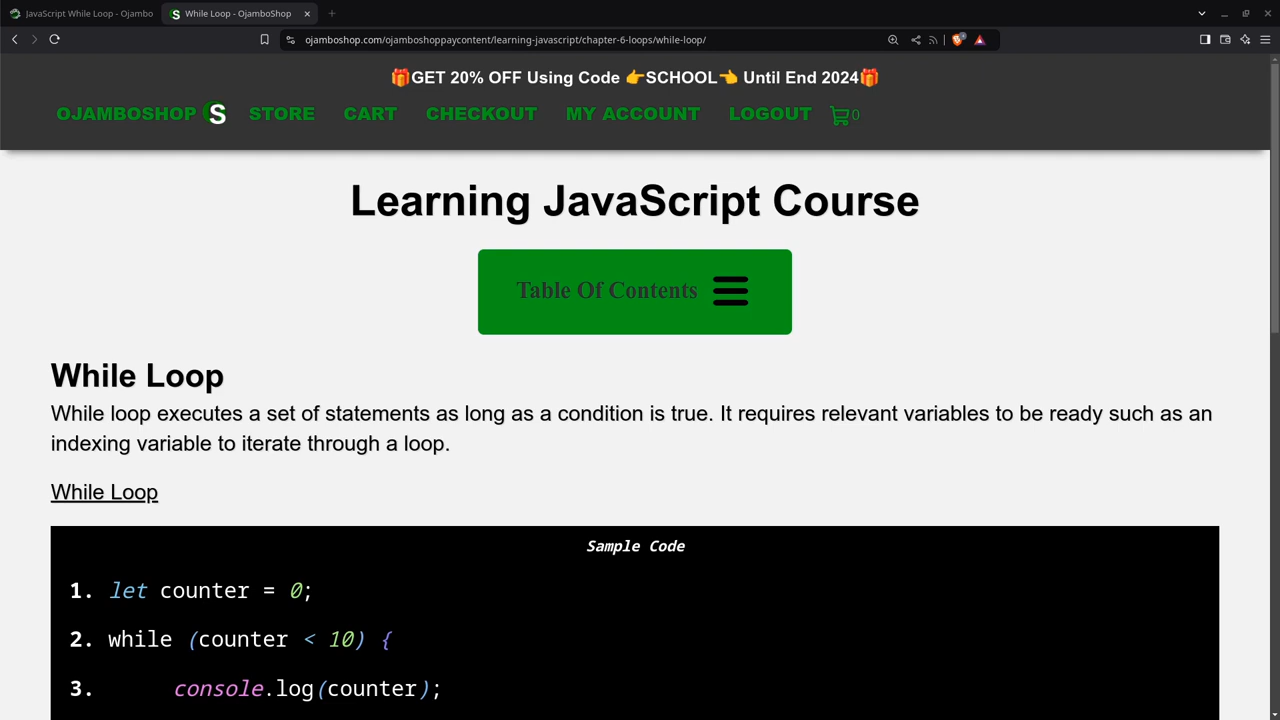 JavaScript While Loop - Ojambo
While Loop - OjamboShop
ojamboshop.com/ojamboshoppaycontent/learning-javascript/chapter-6-loops/while-loop/
🎁GET 20% OFF Using Code 👉SCHOOL👈 Until End 2024🎁
OJAMBOSHOP S STORE CART CHECKOUT MY ACCOUNT LOGOUT 0
Learning JavaScript Course
Table Of Contents
While Loop
While loop executes a set of statements as long as a condition is true. It requires relevant variables to be ready such as an
indexing variable to iterate through a loop.
While Loop
Sample Code
1. let counter = 0;
2. while (counter < 10) {
3. console.log(counter);